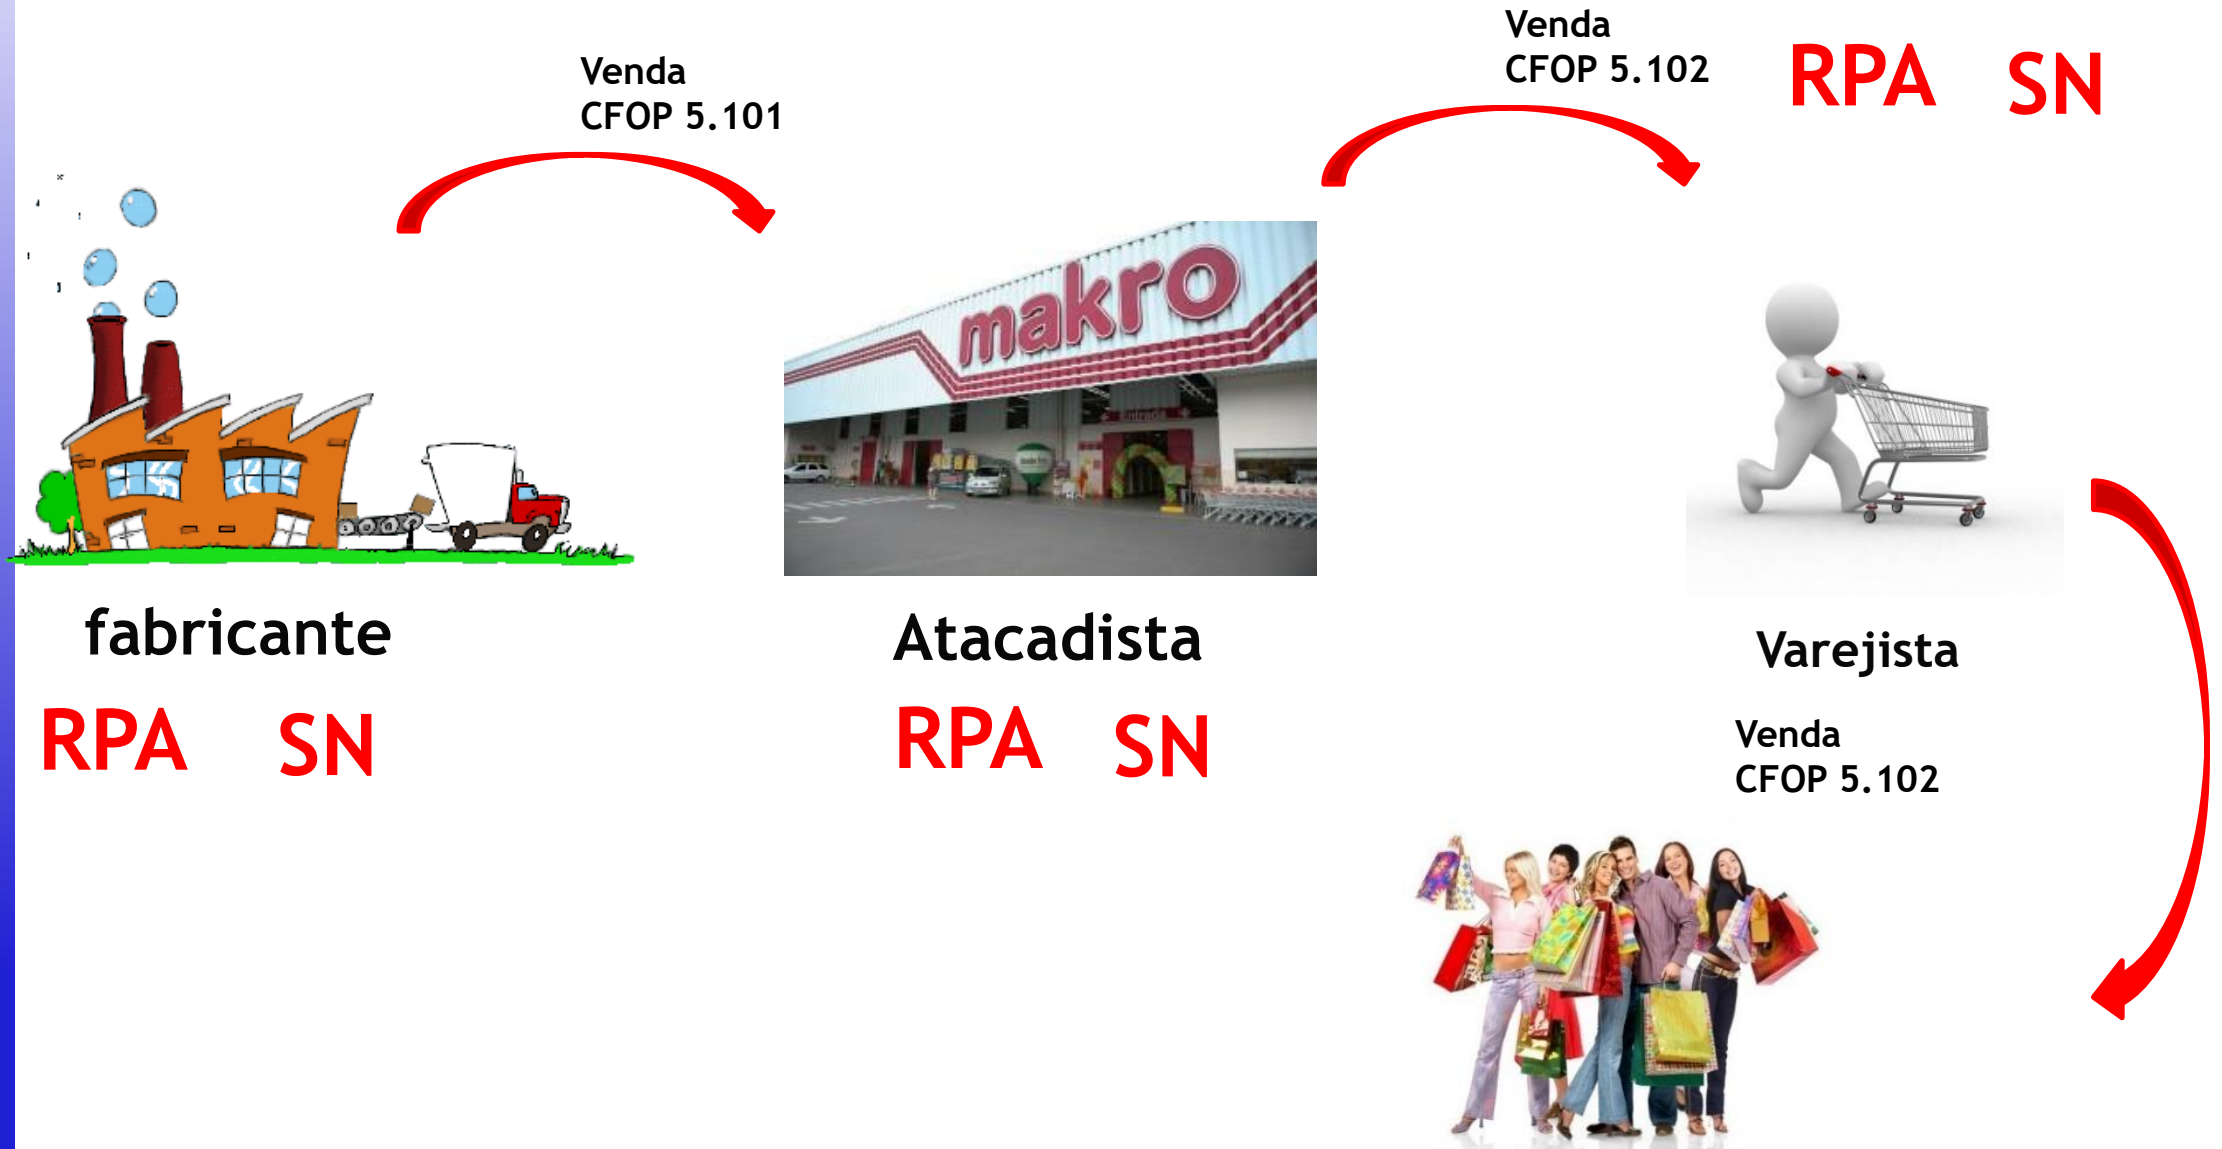 Venda
CFOP 5.101
Venda
CFOP 5.102
RPA SN
makro
Entrada
fabricante
Atacadista
Varejista
RPA SN
RPA SN
Venda
CFOP 5.102